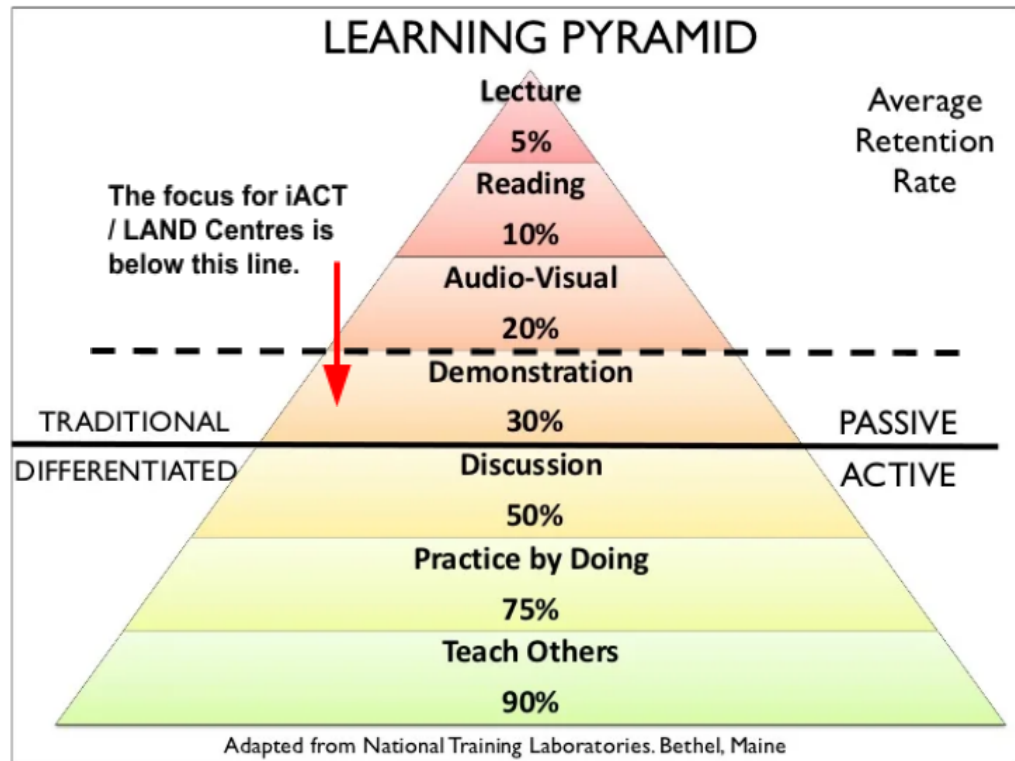 LEARNING PYRAMID
Lecture
5%
Average
Retention
Rate
Reading
10%
The focus for iACT
/ LAND Centres is
below this line.
Audio-Visual
20%
Demonstration
30%
TRADITIONAL
PASSIVE
DIFFERENTIATED
ACTIVE
Discussion
50%
Practice by Doing
75%
Teach Others
90%
Adapted from National Training Laboratories. Bethel, Maine